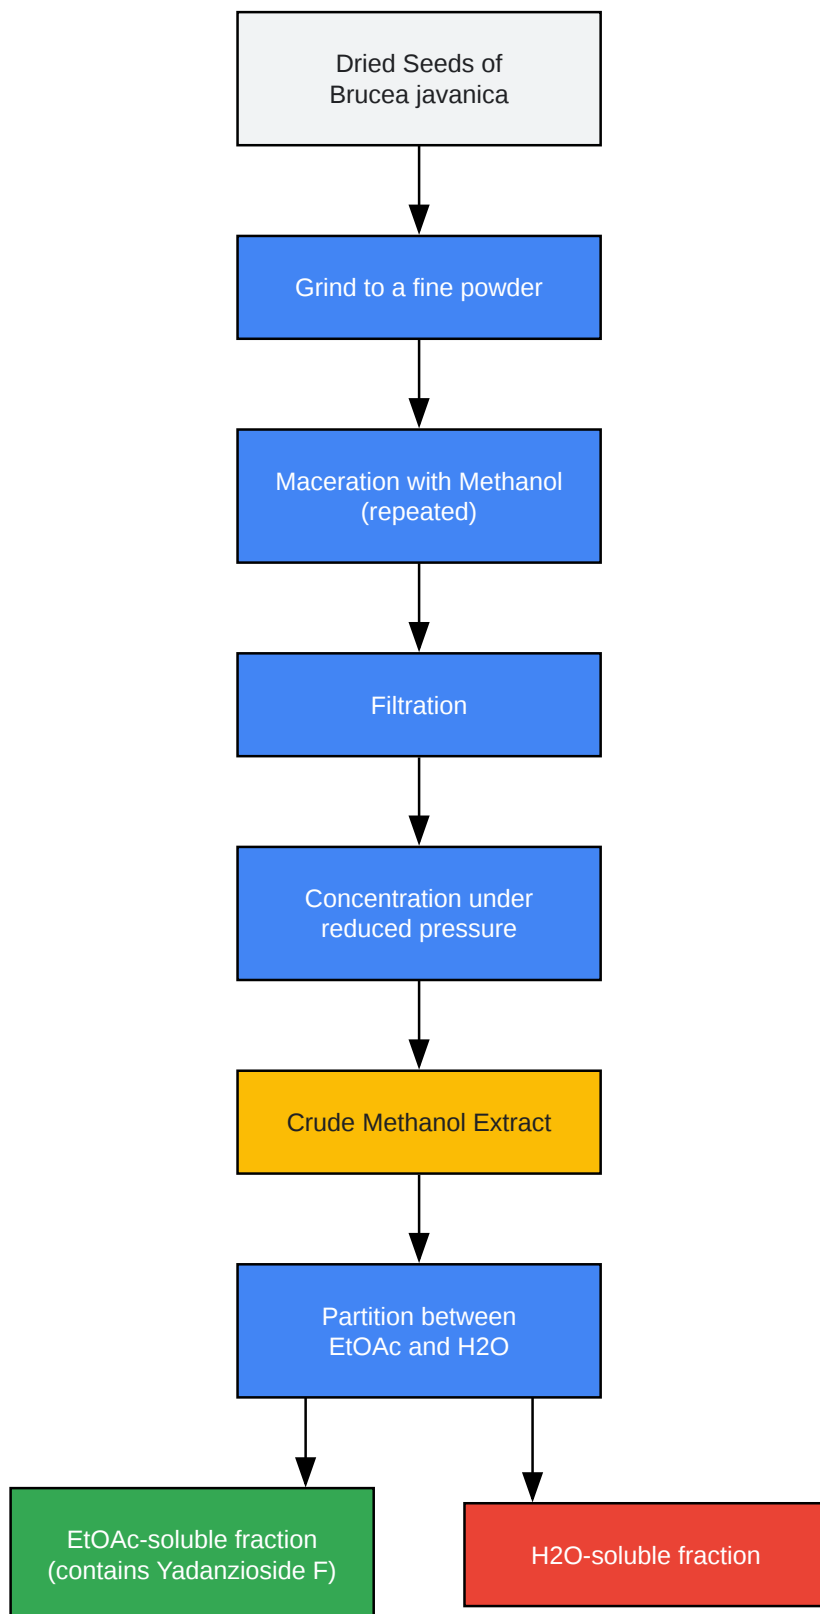 Dried Seeds of
Brucea javanica
Grind to a fine powder
Maceration with Methanol
(repeated)
Filtration
Concentration under
reduced pressure
Crude Methanol Extract
Partition between
EtOAc and H2O
EtOAc-soluble fraction
(contains Yadanzioside F)
H2O-soluble fraction